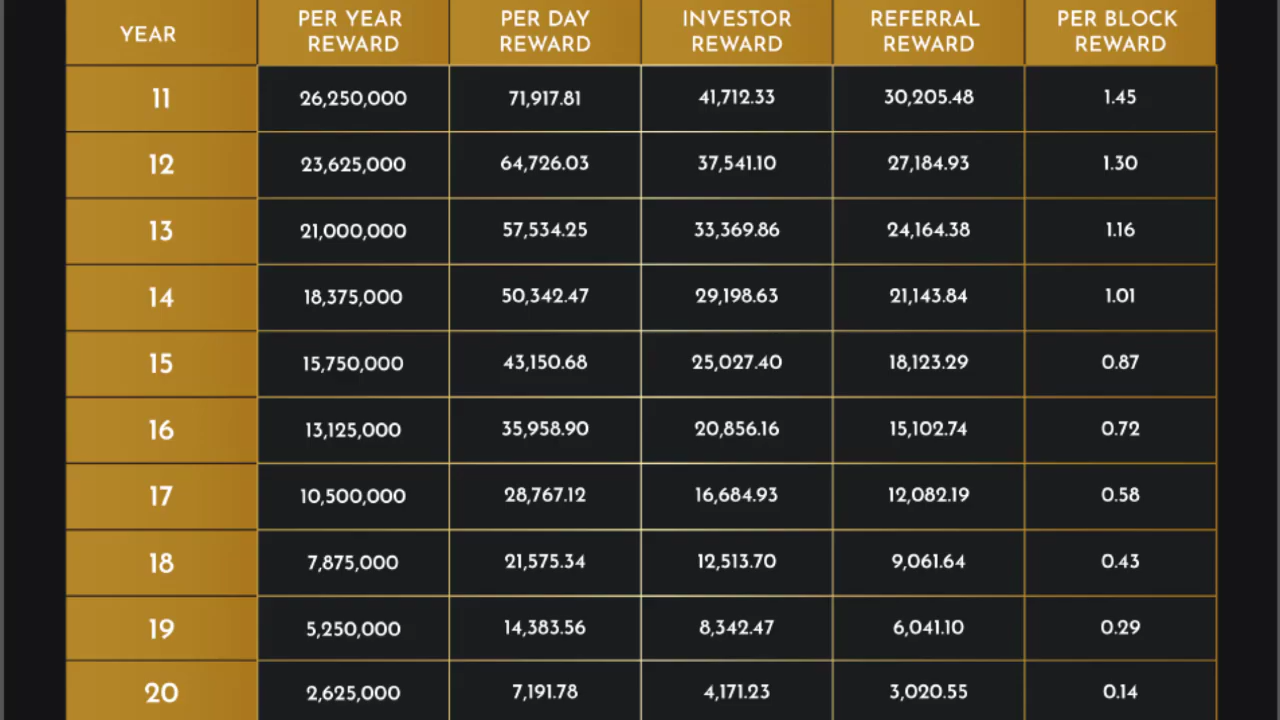 YEAR PER YEAR REWARD PER DAY REWARD INVESTOR REWARD REFERRAL REWARD PER BLOCK REWARD
11 26,250,000 71,917.81 41,712.33 30,205.48 1.45
12 23,625,000 64,726.03 37,541.10 27,184.93 1.30
13 21,000,000 57,534.25 33,369.86 24,164.38 1.16
14 18,375,000 50,342.47 29,198.63 21,143.84 1.01
15 15,750,000 43,150.68 25,027.40 18,123.29 0.87
16 13,125,000 35,958.90 20,856.16 15,102.74 0.72
17 10,500,000 28,767.12 16,684.93 12,082.19 0.58
18 7,875,000 21,575.34 12,513.70 9,061.64 0.43
19 5,250,000 14,383.56 8,342.47 6,041.10 0.29
20 2,625,000 7,191.78 4,171.23 3,020.55 0.14